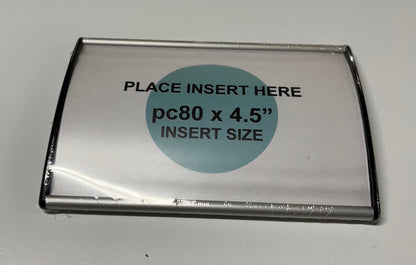 PLACE INSERT HERE
pc80 x 4.5”
INSERT SIZE